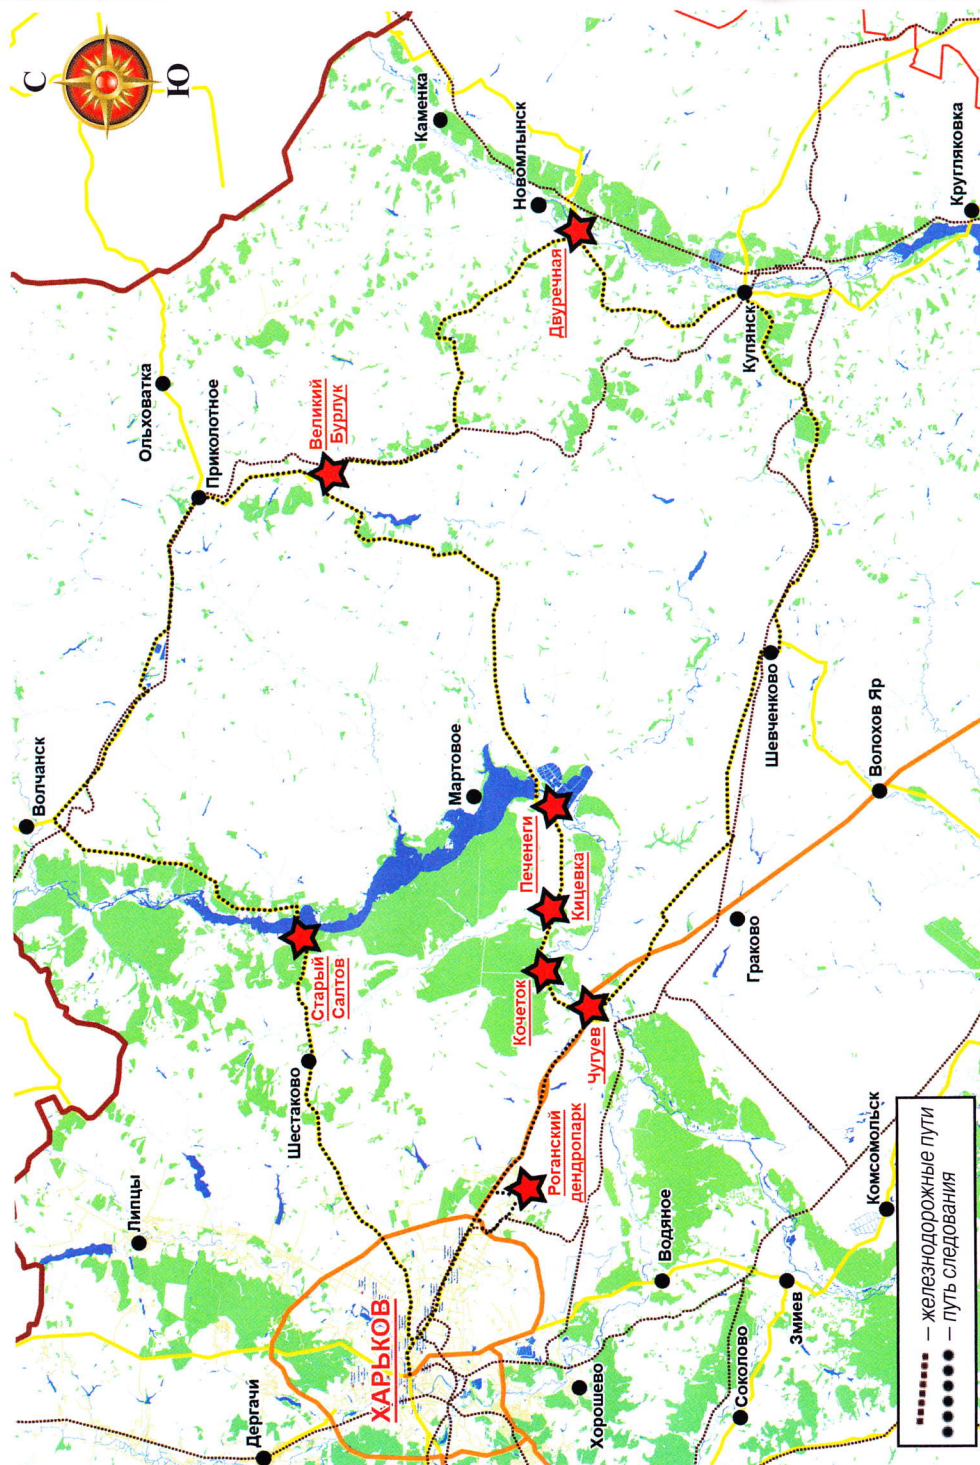 С
Ю
Каменка
Новомлынск
Двуречная
Кругляковка
Купянск
Ольховатка
Приколотное
Великий
Бурлук
Волчанск
Мартовое
Печенеги
Кицевка
Кочеток
Чугуев
Шевченково
Волохов Яр
Граково
Старый
Салтов
Шестаково
Липцы
Роганский
дендропарк
ХАРЬКОВ
Дергачи
Водяное
Хорошево
Соколово
Змиев
Комсомольск
– железнодорожные пути
– путь следования